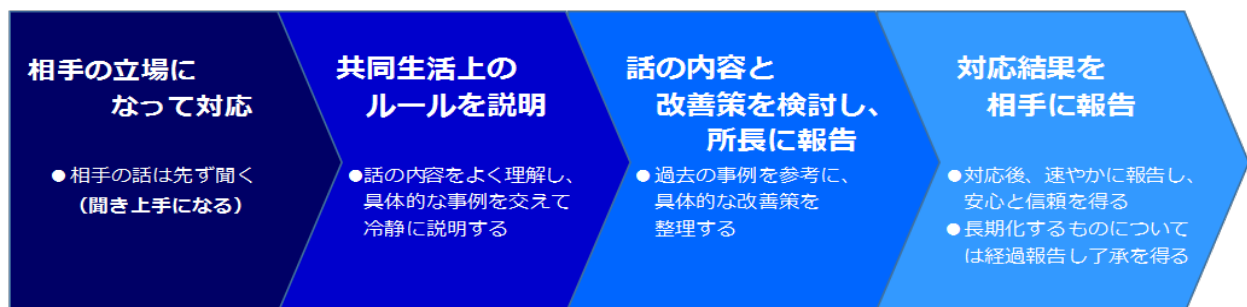 相手の立場に
なって対応
●相手の話は先ず聞く
（聞き上手になる）
共同生活上の
ルールを説明
●話の内容をよく理解し、
具体的な事例を交えて
冷静に説明する
話の内容と
改善策を検討し、
所長に報告
●過去の事例を参考に、
具体的な改善策を
整理する
対応結果を
相手に報告
●対応後、速やかに報告し、
安心と信頼を得る
●長期化するものについて
は経過報告し了承を得る